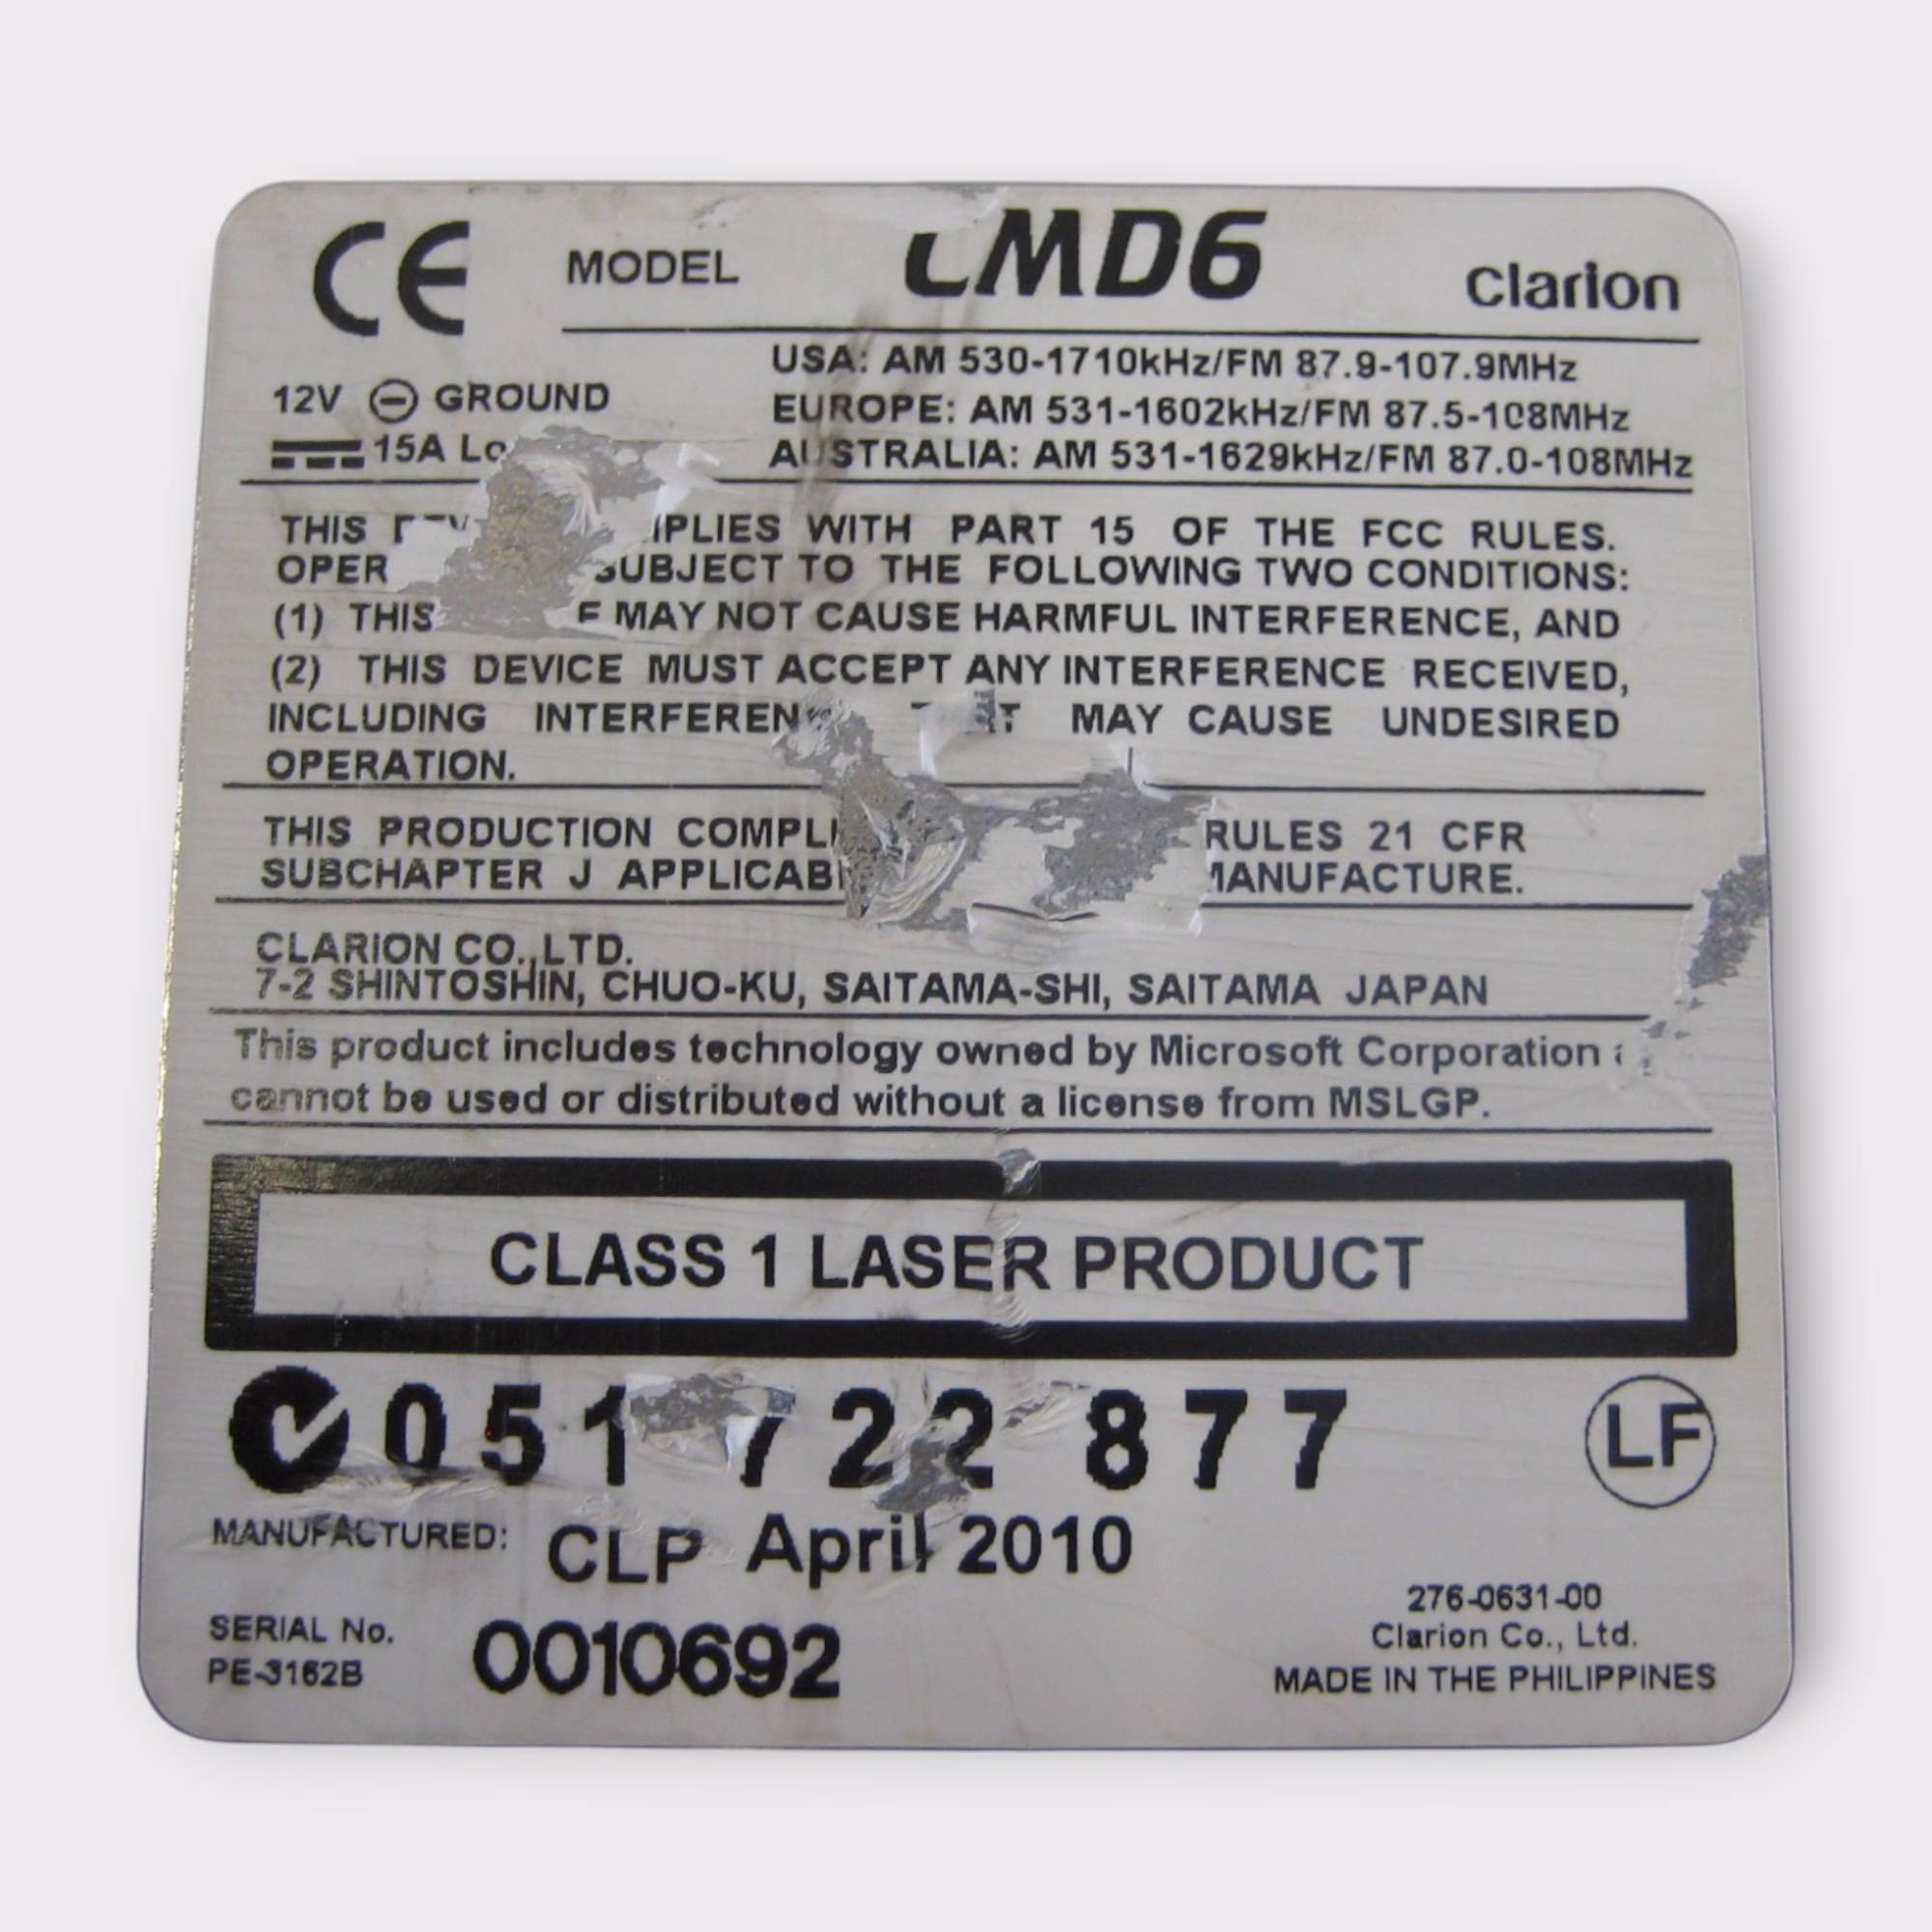 CE MODEL CMD6 Clarion
USA: AM 530-1710kHz/FM 87.9-107.9MHz
12V ⊖ GROUND EUROPE: AM 531-1602kHz/FM 87.5-108MHz
15A AUSTRALIA: AM 531-1629kHz/FM 87.0-108MHz
THIS WITH PART 15 OF THE FCC RULES.
SUBJECT TO THE FOLLOWING TWO CONDITIONS:
(1) THIS MAY NOT CAUSE HARMFUL INTERFERENCE, AND
(2) THIS DEVICE MUST ACCEPT ANY INTERFERENCE RECEIVED,
INCLUDING MAY CAUSE UNDESIRED
OPERATION.
THIS PRODUCTION RULES 21 CFR
SUBCHAPTER J MANUFACTURE.
CLARION CO.,LTD.
7-2 SHINTOSHIN, CHUO-KU, SAITAMA-SHI, SAITAMA JAPAN
This product includes technology owned by Microsoft Corporation
cannot be used or distributed without a license from MSLGP.
CLASS 1 LASER PRODUCT
051 722 877 LF
MANUFACTURED: CLP April 2010
276-0631-00
SERIAL No. 0010692 Clarion Co., Ltd.
PE-3162B MADE IN THE PHILIPPINES